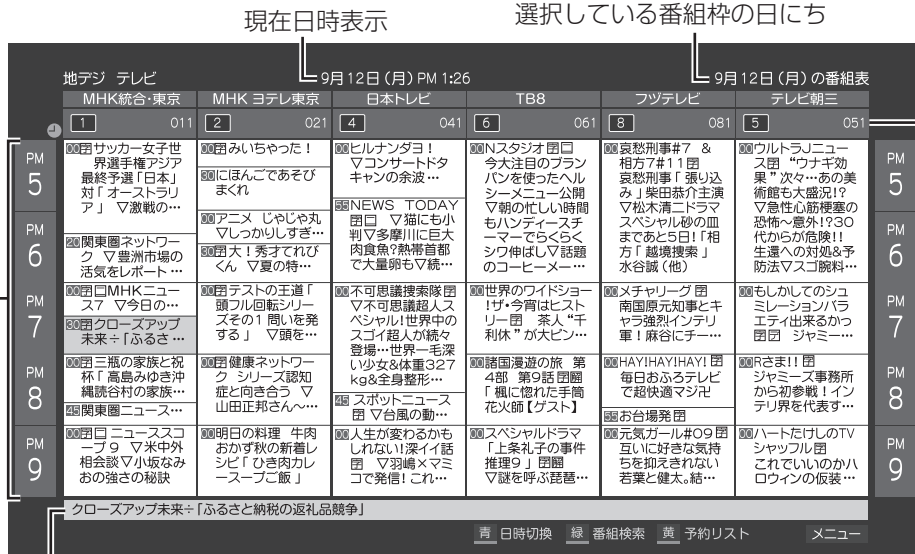 現在日時表示
選択している番組枠の日にち
地デジ テレビ
9月12日(月)PM 1:26
9月12日(月)の番組表
MHK統合・東京
MHK ヨテレ東京
日本トレビ
TB8
フヅテレビ
テレビ朝三
1 011
2 021
4 041
6 061
8 081
5 051
PM
5
PM
6
PM
7
PM
8
PM
9
00字サッカー女子世
界選手権アジア
最終予選「日本」
対「オーストラリ
ア」 ▽激戦の…
20関東圏ネットワー
ク ▽豊洲市場の
活気をレポート…
MHKニュー
ス7 ▽今日の…
30字クローズアップ
未来÷「ふるさ…
00字三瓶の家族と祝
杯「高島みゆき沖
縄読谷村の家族…
45関東圏ニュース…
ニューススコ
ープ9 ▽米中外
相会談▽小坂なみ
おの強さの秘訣
00字みいちゃった!
30にほんごであそび
まくれ
00アニメ じゃじゃ丸
▽しっかりしすぎ…
30字大!秀才てれび
くん ▽夏の特…
00字テストの王道「
頭フル回転シリー
ズその1 問いを発
する」 ▽頭を…
00字健康ネットワー
ク シリーズ認知
症と向き合う ▽
山田正邦さん〜…
00明日の料理 牛肉
おかず秋の新着レ
シピ「ひき肉カレ
ースープご飯」
00ヒルナンダヨ!
▽コンサートドタ
キャンの余波…
55NEWS TODAY
▽猫にも小
判▽多摩川に巨大
肉食魚?熱帯首都
で大量卵も▽続…
00不可思議捜索隊字
▽不可思議超人ス
ペシャル!世界中の
スゴイ超人が続々
登場…世界一毛深
い少女&体重327
kg&全身整形…
45 スポットニュース
字 ▽台風の動…
00人生が変わるかも
しれない!深イイ話
字 ▽羽嶋×マミ
コで発信!これ…
00Nスタジオ
今大注目のブラン
パンを使ったヘル
シーメニュー公開
▽朝の忙しい時間
もハンディースチ
ーマーでらくらく
シワ伸ばし▽話題
のコーヒーメー…
00世界のワイドショー
!ザ・今宵はヒスト
リー字 茶人“千
利休”が大ピン…
00諸国漫遊の旅 第
4部 第9話
「楓に惚れた手筒
花火師【ゲスト】
00スペシャルドラマ
「上条礼子の事件
推理9」
▽謎を呼ぶ琵琶…
00哀愁刑事#7 &
相方7#11字
哀愁刑事「張り込
み」柴田恭介主演
▽松木清二ドラマ
スペシャル砂の皿
まであと5日!「相
方「越境捜索」
水谷誠(他)
00メチャリーグ字
南国原元知事とキ
ャラ強烈インテリ
軍!麻谷にチー…
00HAY!HAY!HAY!字
毎日おふろテレビ
で超快適マジ卍
55お台場発字
00元気ガール#09字
互いに好きな気持
ちを抑えきれない
若葉と健太。結…
00ウルトラJニュー
ス字 “ウナギ効
果”次々…あの美
術館も大盛況!?
▽急性心筋梗塞の
恐怖〜意外!?30
代からが危険!!
生還への対処&予
防法▽スゴ腕料…
00もしかしてのシュ
ミレーションバラ
エティ出来るかっ
ジャミー…
00Rさま!!字
ジャミーズ事務所
から初参戦!イン
テリ界を代表す…
00ハートたけしのTV
シャッフル字
これでいいのかハ
ロウィンの仮装…
PM
5
PM
6
PM
7
PM
8
PM
9
クローズアップ未来÷「ふるさと納税の返礼品競争」
青 日時切換 緑 番組検索 黄 予約リスト メニュー